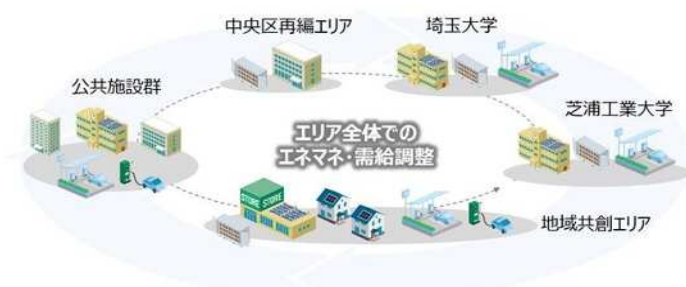 中央区再編エリア
埼玉大学
公共施設群
芝浦工業大学
エリア全体での
エネマネ・需給調整
STORE STORE
地域共創エリア